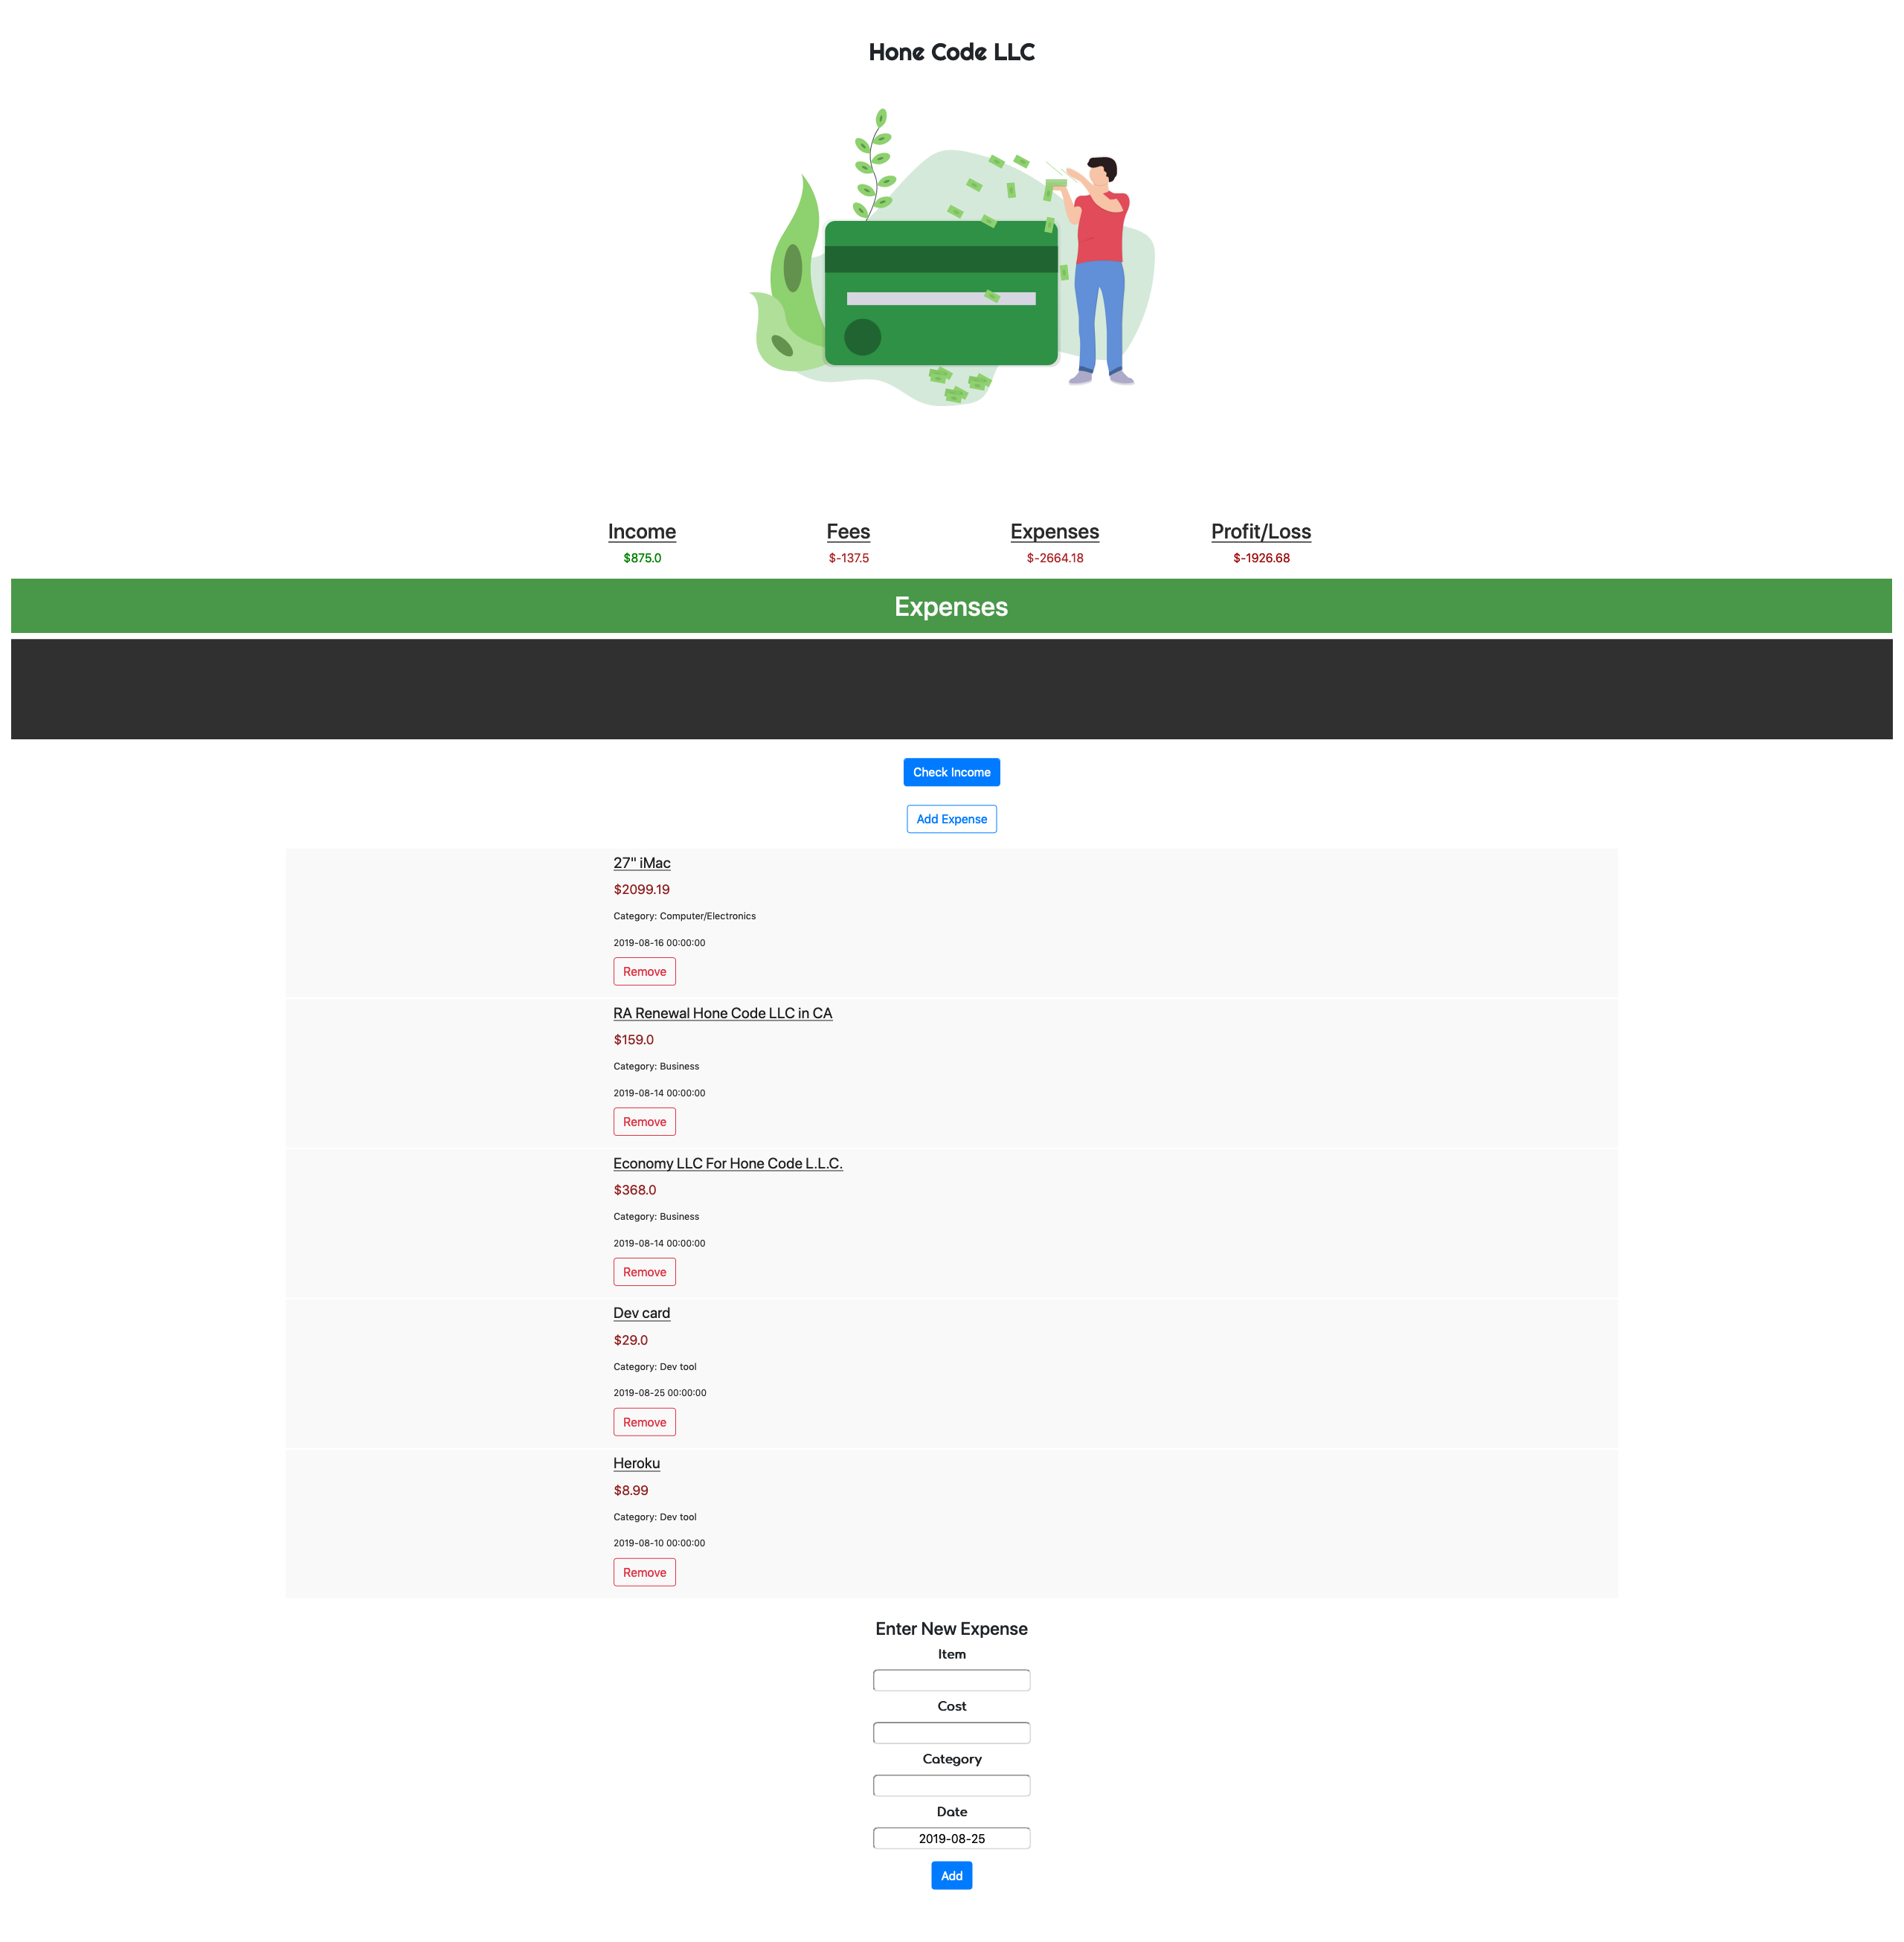 Hone Code LLC
Income Fees Expenses Profit/Loss
$875.0 $-137.5 $-2664.18 $-1926.68
Expenses
Check Income
Add Expense
27" iMac
$2099.19
Category: Computer/Electronics
2019-08-16 00:00:00
Remove
RA Renewal Hone Code LLC in CA
$159.0
Category: Business
2019-08-14 00:00:00
Remove
Economy LLC For Hone Code L.L.C.
$368.0
Category: Business
2019-08-14 00:00:00
Remove
Dev card
$29.0
Category: Dev tool
2019-08-25 00:00:00
Remove
Heroku
$8.99
Category: Dev tool
2019-08-10 00:00:00
Remove
Enter New Expense
Item
Cost
Category
Date
2019-08-25
Add